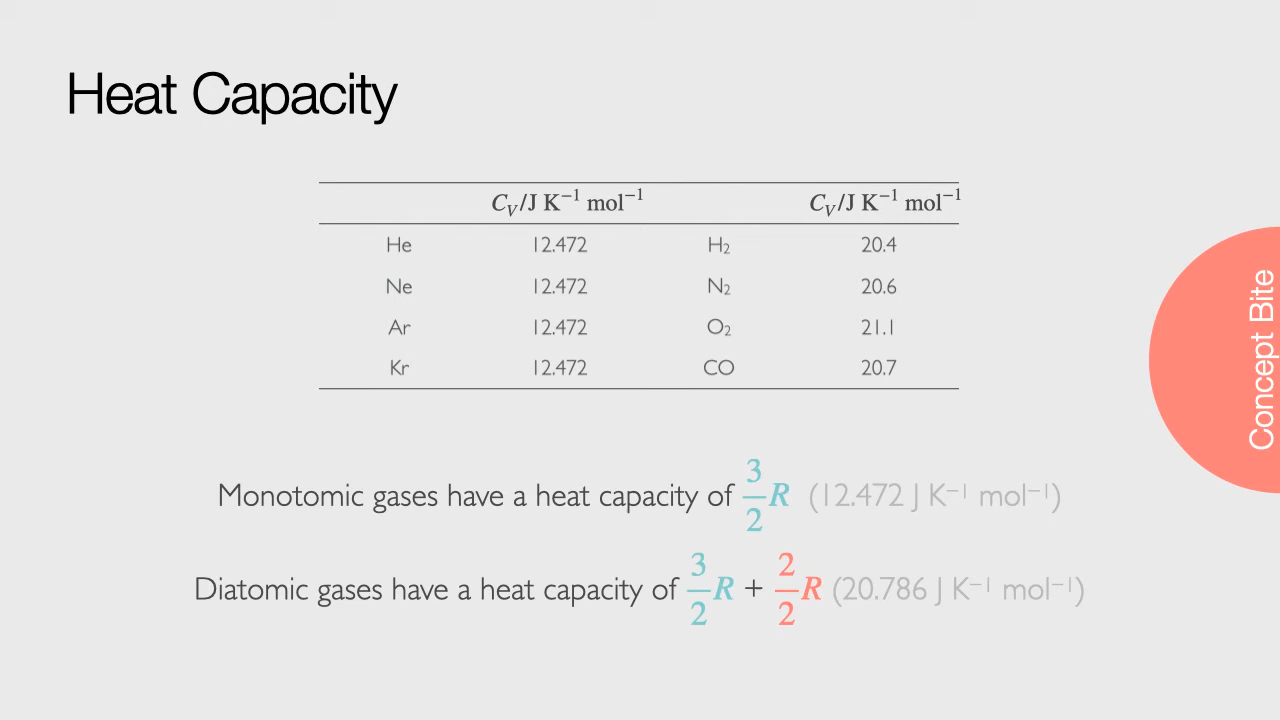 Heat Capacity
C_V/J K⁻¹ mol⁻¹ C_V/J K⁻¹ mol⁻¹
He 12.472 H₂ 20.4
Ne 12.472 N₂ 20.6
Ar 12.472 O₂ 21.1
Kr 12.472 CO 20.7
Monotomic gases have a heat capacity of 3/2 R (12.472 J K⁻¹ mol⁻¹)
Diatomic gases have a heat capacity of 3/2 R + 2/2 R (20.786 J K⁻¹ mol⁻¹)
Concept Bite